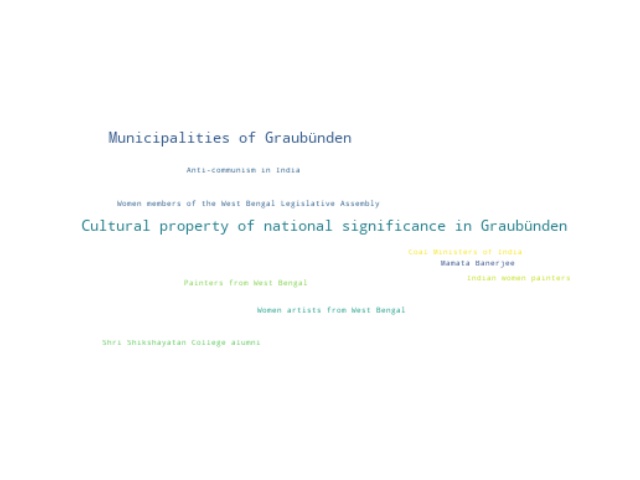 Municipalities of Graubünden
Anti-communism in India
Women members of the West Bengal Legislative Assembly
Cultural property of national significance in Graubünden
Coal Ministers of India
Mamata Banerjee
Indian women painters
Painters from West Bengal
Women artists from West Bengal
Shri Shikshayatan College alumni